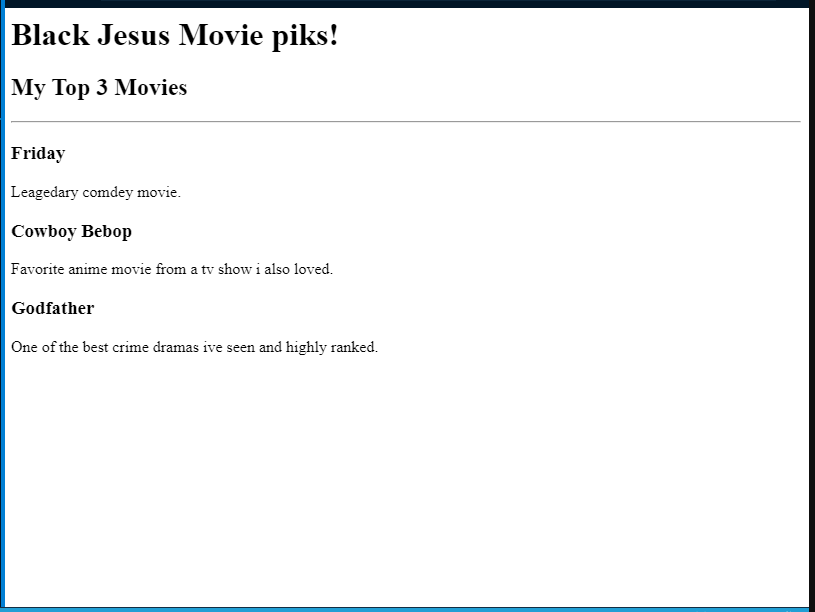 Black Jesus Movie piks!
My Top 3 Movies
Friday
Leagedary comdey movie.
Cowboy Bebop
Favorite anime movie from a tv show i also loved.
Godfather
One of the best crime dramas ive seen and highly ranked.